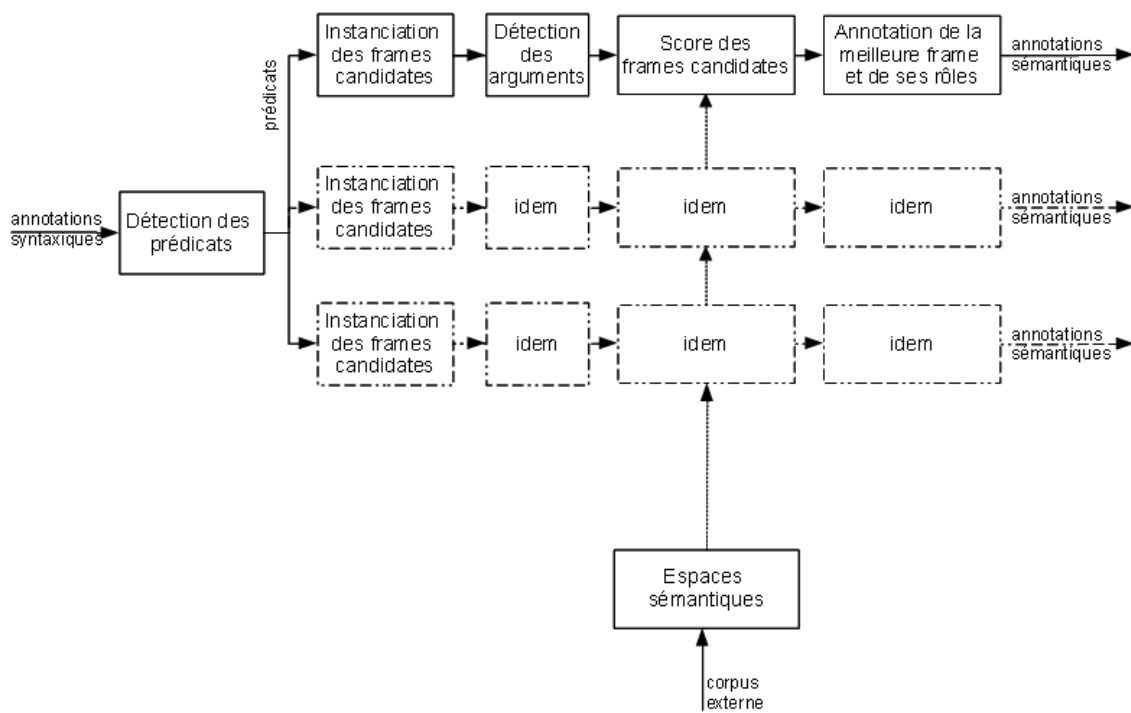 Instanciation
des frames
candidates
Détection
des
arguments
Score des
frames candidates
Annotation de la
meilleure frame
et de ses rôles
annotations
sémantiques
prédicats
annotations
syntaxiques
Détection des
prédicats
Instanciation
des frames
candidates
idem
idem
idem
annotations
sémantiques
Instanciation
des frames
candidates
idem
idem
idem
annotations
sémantiques
Espaces
sémantiques
corpus
externe